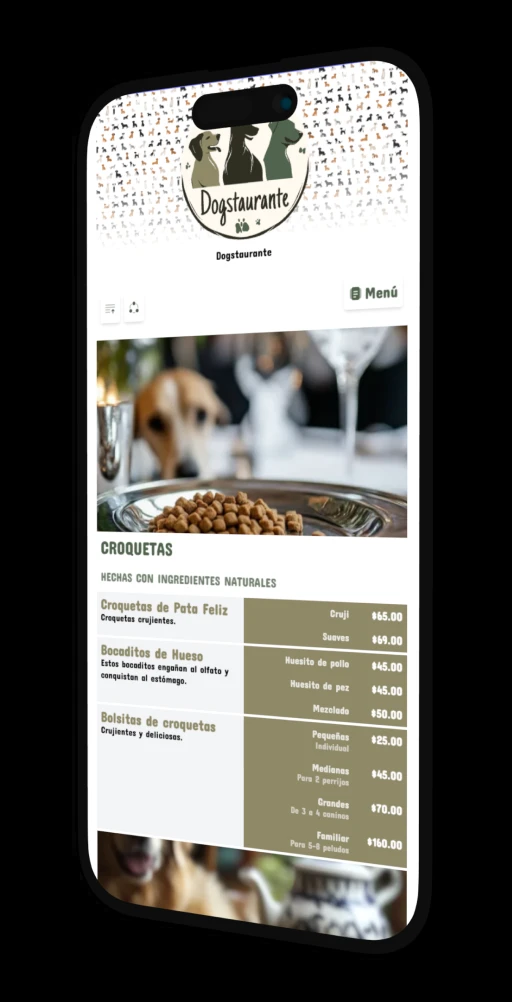 Dogstaurante
Dogstaurante
Menú
CROQUETAS
HECHAS CON INGREDIENTES NATURALES
Croquetas de Pata Feliz
Croquetas crujientes.
Cruji $65.00
Suaves $69.00
Bocaditos de Hueso
Estos bocaditos engañan al olfato y
conquistan al estómago.
Huesito de pollo $45.00
Huesito de pez $45.00
Mezclado $50.00
Bolsitas de croquetas
Crujientes y deliciosas.
Pequeñas $25.00
Individual
Medianas $45.00
Para 2 perrijos
Grandes $70.00
De 3 a 4 caninos
Familiar $160.00
Para 5-8 peludos